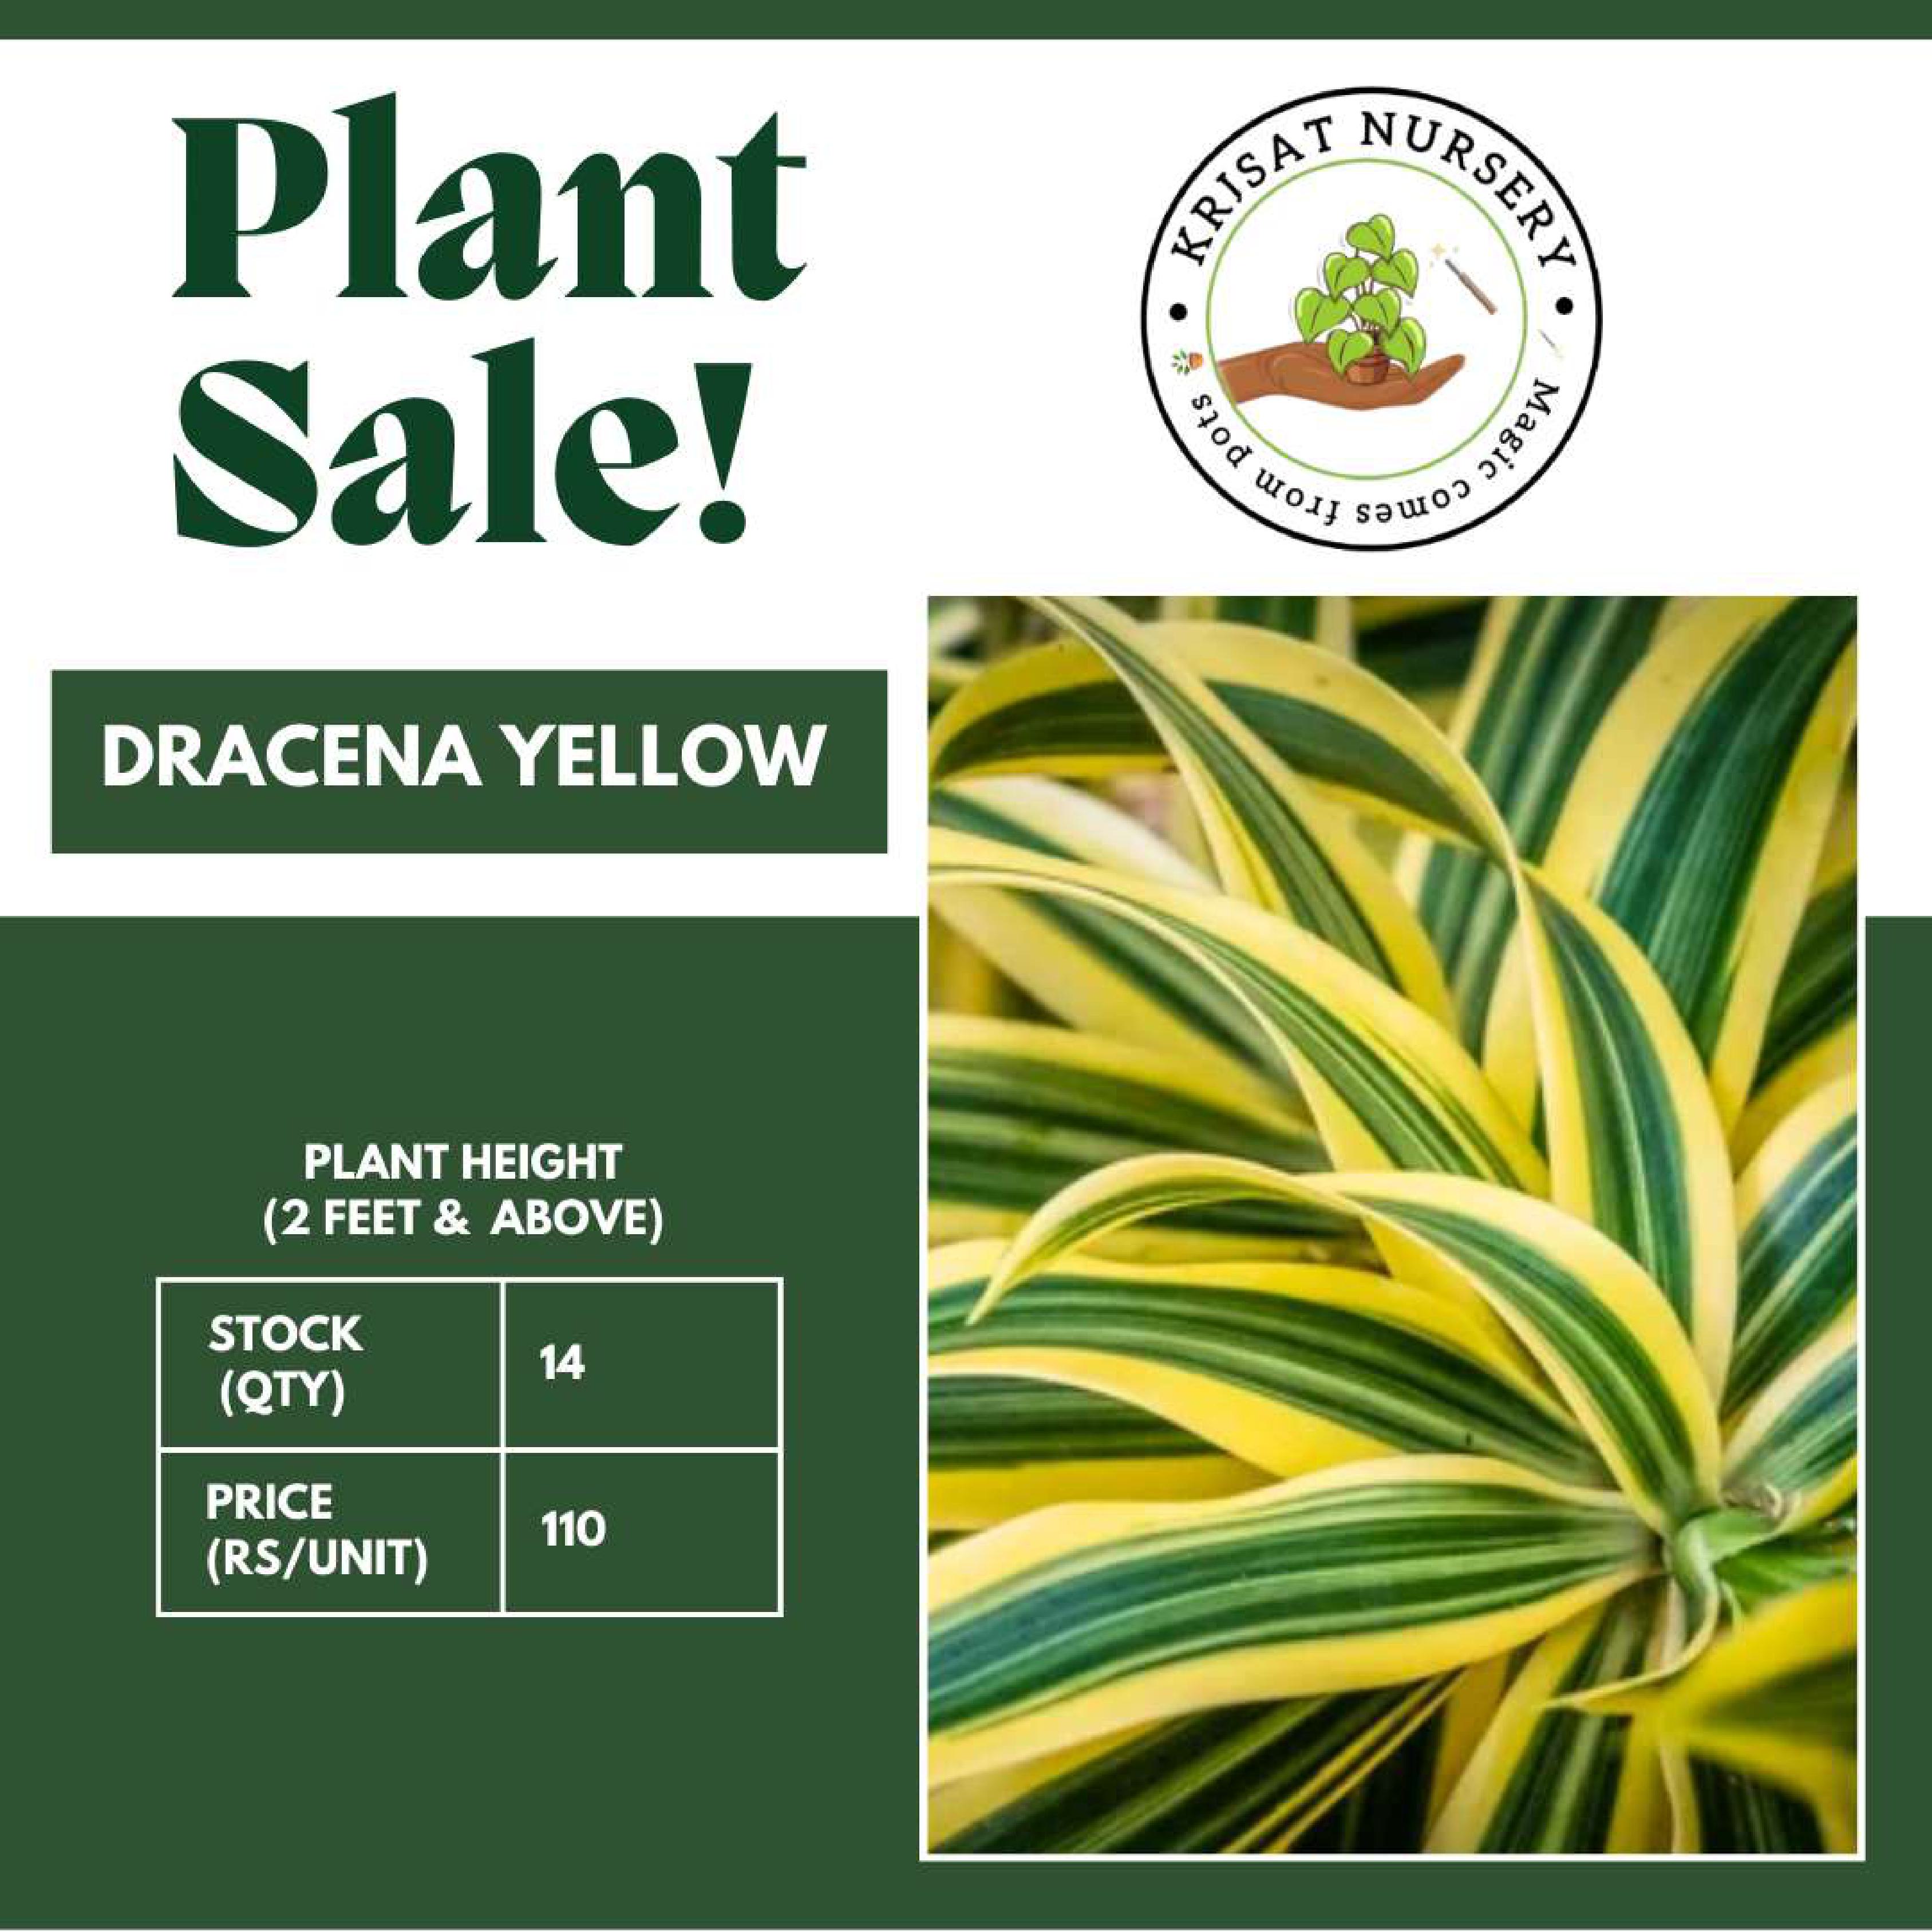 Plant
Sale!
KRISAT NURSERY
Magic comes from pots
DRACENA YELLOW
PLANT HEIGHT
(2 FEET & ABOVE)
STOCK
(QTY)
14
PRICE
(RS/UNIT)
110